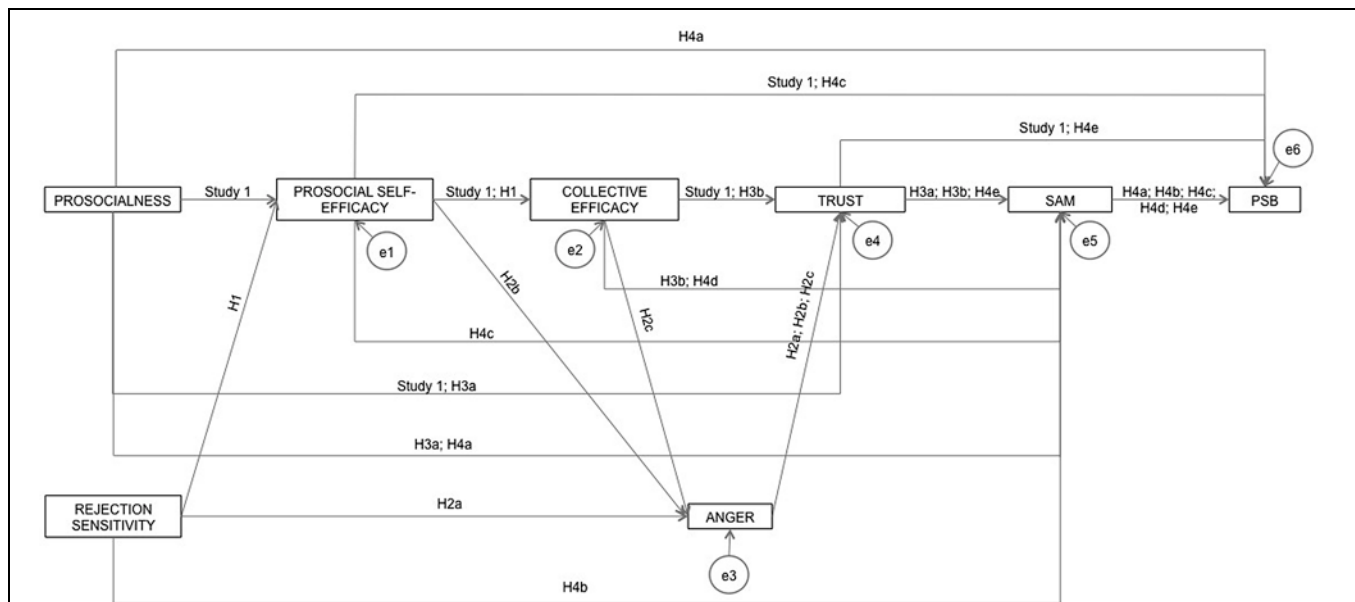 H4a
Study 1; H4c
Study 1; H4e
e6
PROSOCIALNESS
Study 1
PROSOCIAL SELF-
EFFICACY
Study 1; H1
COLLECTIVE
EFFICACY
Study 1; H3b
TRUST
H3a; H3b; H4e
SAM
H4a; H4b; H4c;
H4d; H4e
PSB
e1
e2
e4
e5
H1
H2b
H3b; H4d
H2c
H2a; H2b; H2c
H4c
Study 1; H3a
H3a; H4a
REJECTION
SENSITIVITY
H2a
ANGER
e3
H4b